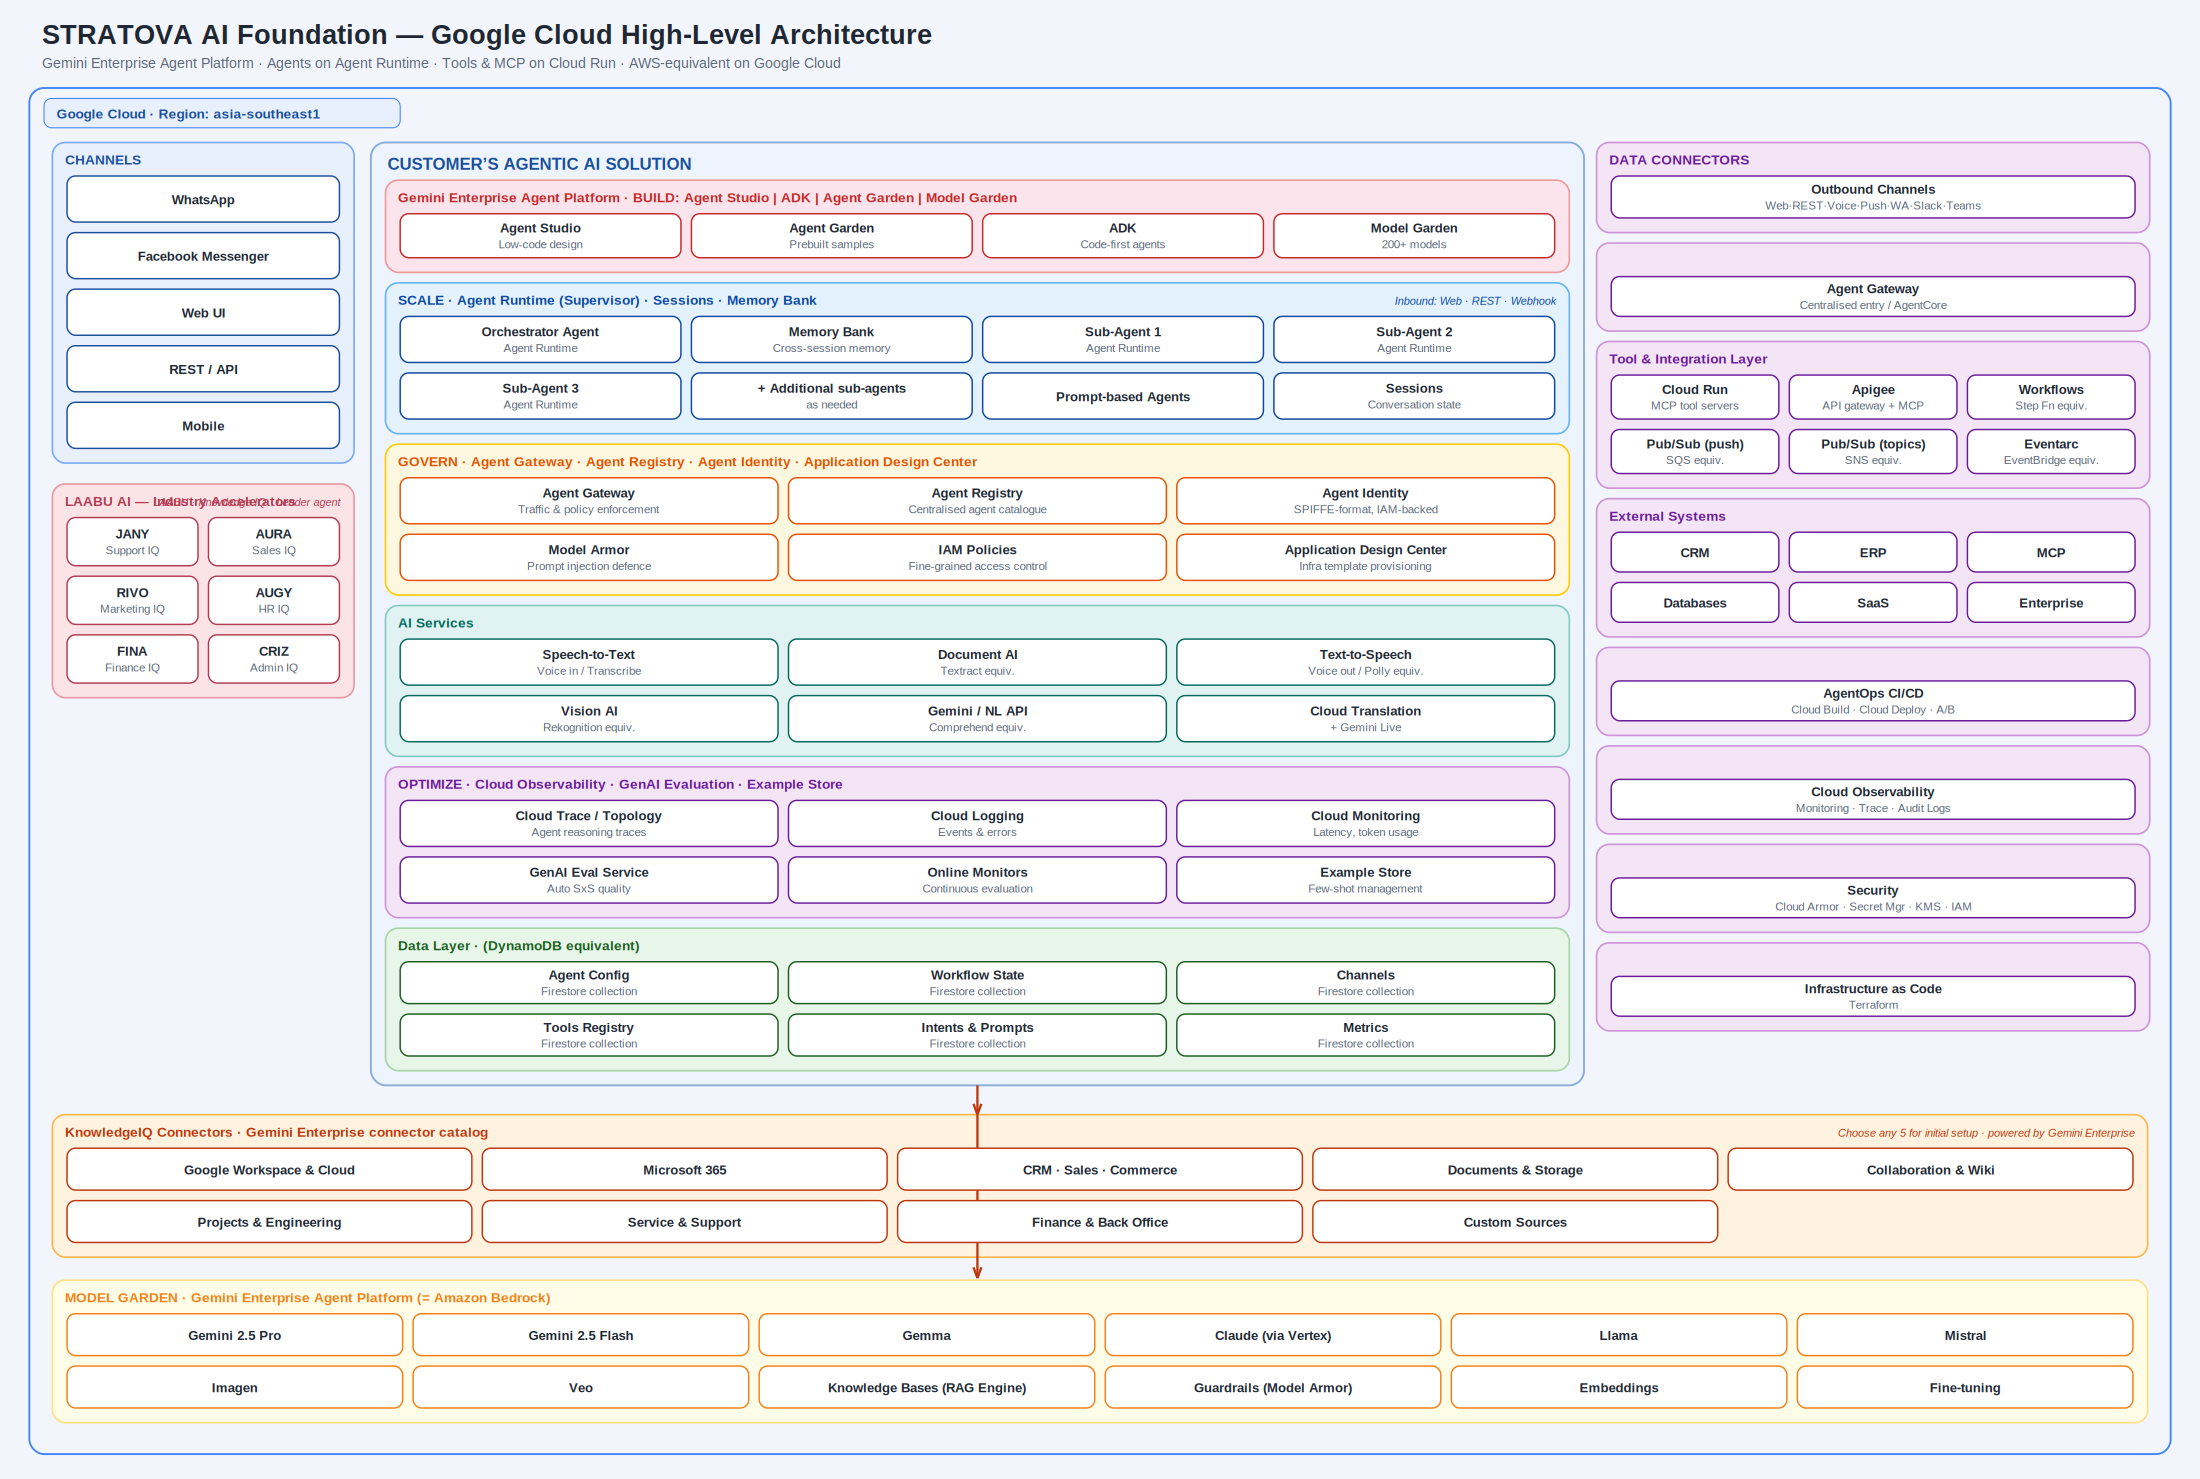 STRATOVA AI Foundation — Google Cloud High-Level Architecture
Gemini Enterprise Agent Platform · Agents on Agent Runtime · Tools & MCP on Cloud Run · AWS-equivalent on Google Cloud
Google Cloud · Region: asia-southeast1
CHANNELS
WhatsApp
Facebook Messenger
Web UI
REST / API
Mobile
LAABU AI — Industry Accelerators
JANY
Support IQ
AURA
Sales IQ
RIVO
Marketing IQ
AUGY
HR IQ
FINA
Finance IQ
CRIZ
Admin IQ
CUSTOMER'S AGENTIC AI SOLUTION
Gemini Enterprise Agent Platform · BUILD: Agent Studio | ADK | Agent Garden | Model Garden
Agent Studio
Low-code design
Agent Garden
Prebuilt samples
ADK
Code-first agents
Model Garden
200+ models
SCALE · Agent Runtime (Supervisor) · Sessions · Memory Bank
Inbound: Web · REST · Webhook
Orchestrator Agent
Agent Runtime
Memory Bank
Cross-session memory
Sub-Agent 1
Agent Runtime
Sub-Agent 2
Agent Runtime
Sub-Agent 3
Agent Runtime
+ Additional sub-agents
as needed
Prompt-based Agents
Sessions
Conversation state
GOVERN · Agent Gateway · Agent Registry · Agent Identity · Application Design Center
Agent Gateway
Traffic & policy enforcement
Agent Registry
Centralised agent catalogue
Agent Identity
SPIFFE-format, IAM-backed
Model Armor
Prompt injection defence
IAM Policies
Fine-grained access control
Application Design Center
Infra template provisioning
AI Services
Speech-to-Text
Voice in / Transcribe
Document AI
Textract equiv.
Text-to-Speech
Voice out / Polly equiv.
Vision AI
Rekognition equiv.
Gemini / NL API
Comprehend equiv.
Cloud Translation
+ Gemini Live
OPTIMIZE · Cloud Observability · GenAI Evaluation · Example Store
Cloud Trace / Topology
Agent reasoning traces
Cloud Logging
Events & errors
Cloud Monitoring
Latency, token usage
GenAI Eval Service
Auto SxS quality
Online Monitors
Continuous evaluation
Example Store
Few-shot management
Data Layer · (DynamoDB equivalent)
Agent Config
Firestore collection
Workflow State
Firestore collection
Channels
Firestore collection
Tools Registry
Firestore collection
Intents & Prompts
Firestore collection
Metrics
Firestore collection
DATA CONNECTORS
Outbound Channels
Web·REST·Voice·Push·WA·Slack·Teams
Agent Gateway
Centralised entry / AgentCore
Tool & Integration Layer
Cloud Run
MCP tool servers
Apigee
API gateway + MCP
Workflows
Step Fn equiv.
Pub/Sub (push)
SQS equiv.
Pub/Sub (topics)
SNS equiv.
Eventarc
EventBridge equiv.
External Systems
CRM
ERP
MCP
Databases
SaaS
Enterprise
AgentOps CI/CD
Cloud Build · Cloud Deploy · A/B
Cloud Observability
Monitoring · Trace · Audit Logs
Security
Cloud Armor · Secret Mgr · KMS · IAM
Infrastructure as Code
Terraform
KnowledgeIQ Connectors · Gemini Enterprise connector catalog
Choose any 5 for initial setup · powered by Gemini Enterprise
Google Workspace & Cloud
Microsoft 365
CRM · Sales · Commerce
Documents & Storage
Collaboration & Wiki
Projects & Engineering
Service & Support
Finance & Back Office
Custom Sources
MODEL GARDEN · Gemini Enterprise Agent Platform (= Amazon Bedrock)
Gemini 2.5 Pro
Gemini 2.5 Flash
Gemma
Claude (via Vertex)
Llama
Mistral
Imagen
Veo
Knowledge Bases (RAG Engine)
Guardrails (Model Armor)
Embeddings
Fine-tuning